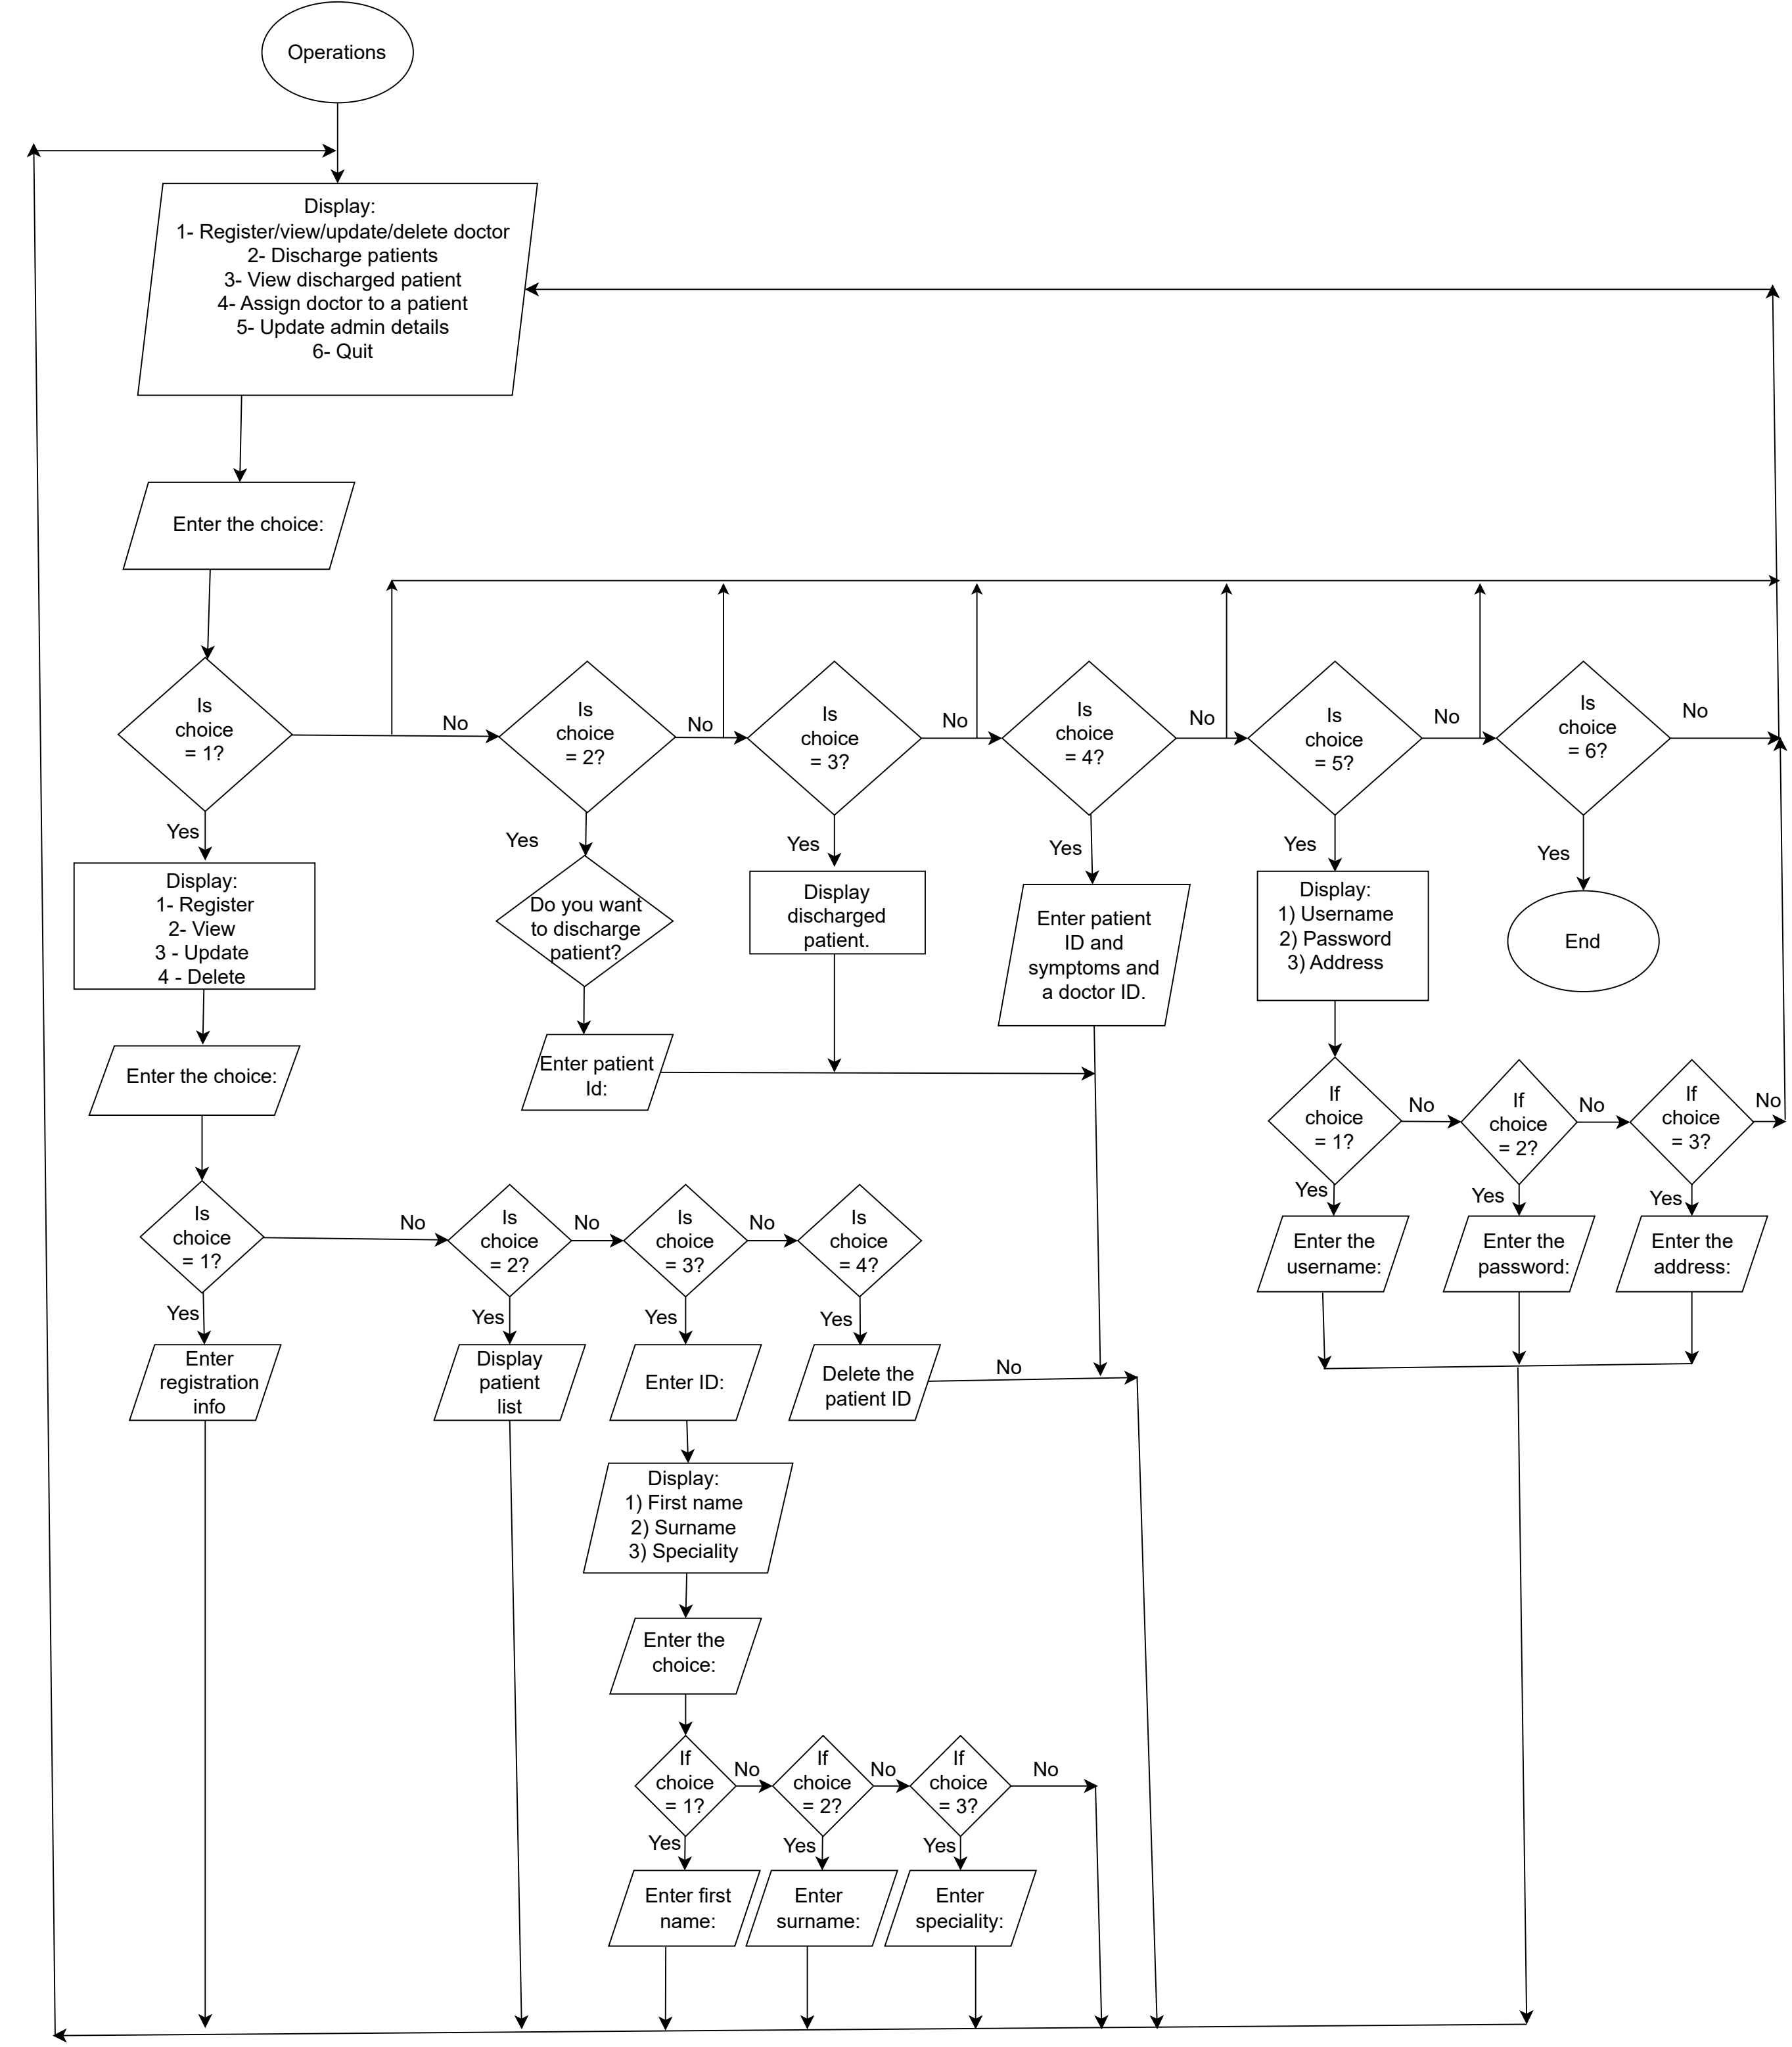 Operations
Display:
1- Register/view/update/delete doctor
2- Discharge patients
3- View discharged patient
4- Assign doctor to a patient
5- Update admin details
6- Quit
Enter the choice:
Is
choice
= 1?
No
Is
choice
= 2?
No
Is
choice
= 3?
No
Is
choice
= 4?
No
Is
choice
= 5?
No
Is
choice
= 6?
No
Yes
Yes
Yes
Yes
Yes
Yes
Display:
1- Register
2- View
3 - Update
4 - Delete
Do you want
to discharge
patient?
Display
discharged
patient.
Enter patient
ID and
symptoms and
a doctor ID.
Display:
1) Username
2) Password
3) Address
End
Enter the choice:
Enter patient
Id:
If
choice
= 1?
No
If
choice
= 2?
No
If
choice
= 3?
No
Yes
Yes
Yes
Enter the
username:
Enter the
password:
Enter the
address:
Is
choice
= 1?
No
Is
choice
= 2?
No
Is
choice
= 3?
No
Is
choice
= 4?
Yes
Yes
Yes
Yes
Enter
registration
info
Display
patient
list
Enter ID:
Delete the
patient ID
No
Display:
1) First name
2) Surname
3) Speciality
Enter the
choice:
If
choice
= 1?
No
If
choice
= 2?
No
If
choice
= 3?
No
Yes
Yes
Yes
Enter first
name:
Enter
surname:
Enter
speciality: